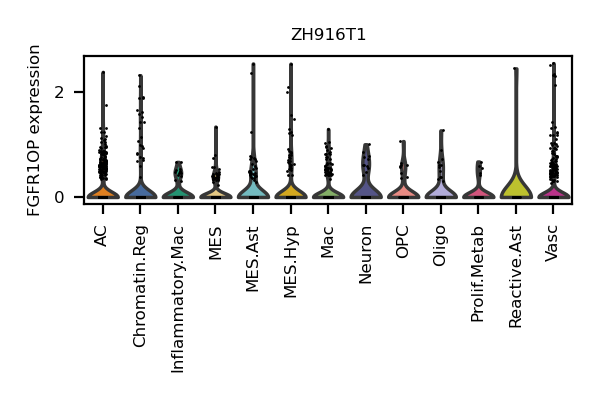 ZH916T1
FGFR1OP expression
2
0
AC
Chromatin.Reg
Inflammatory.Mac
MES
MES.Ast
MES.Hyp
Mac
Neuron
OPC
Oligo
Prolif.Metab
Reactive.Ast
Vasc